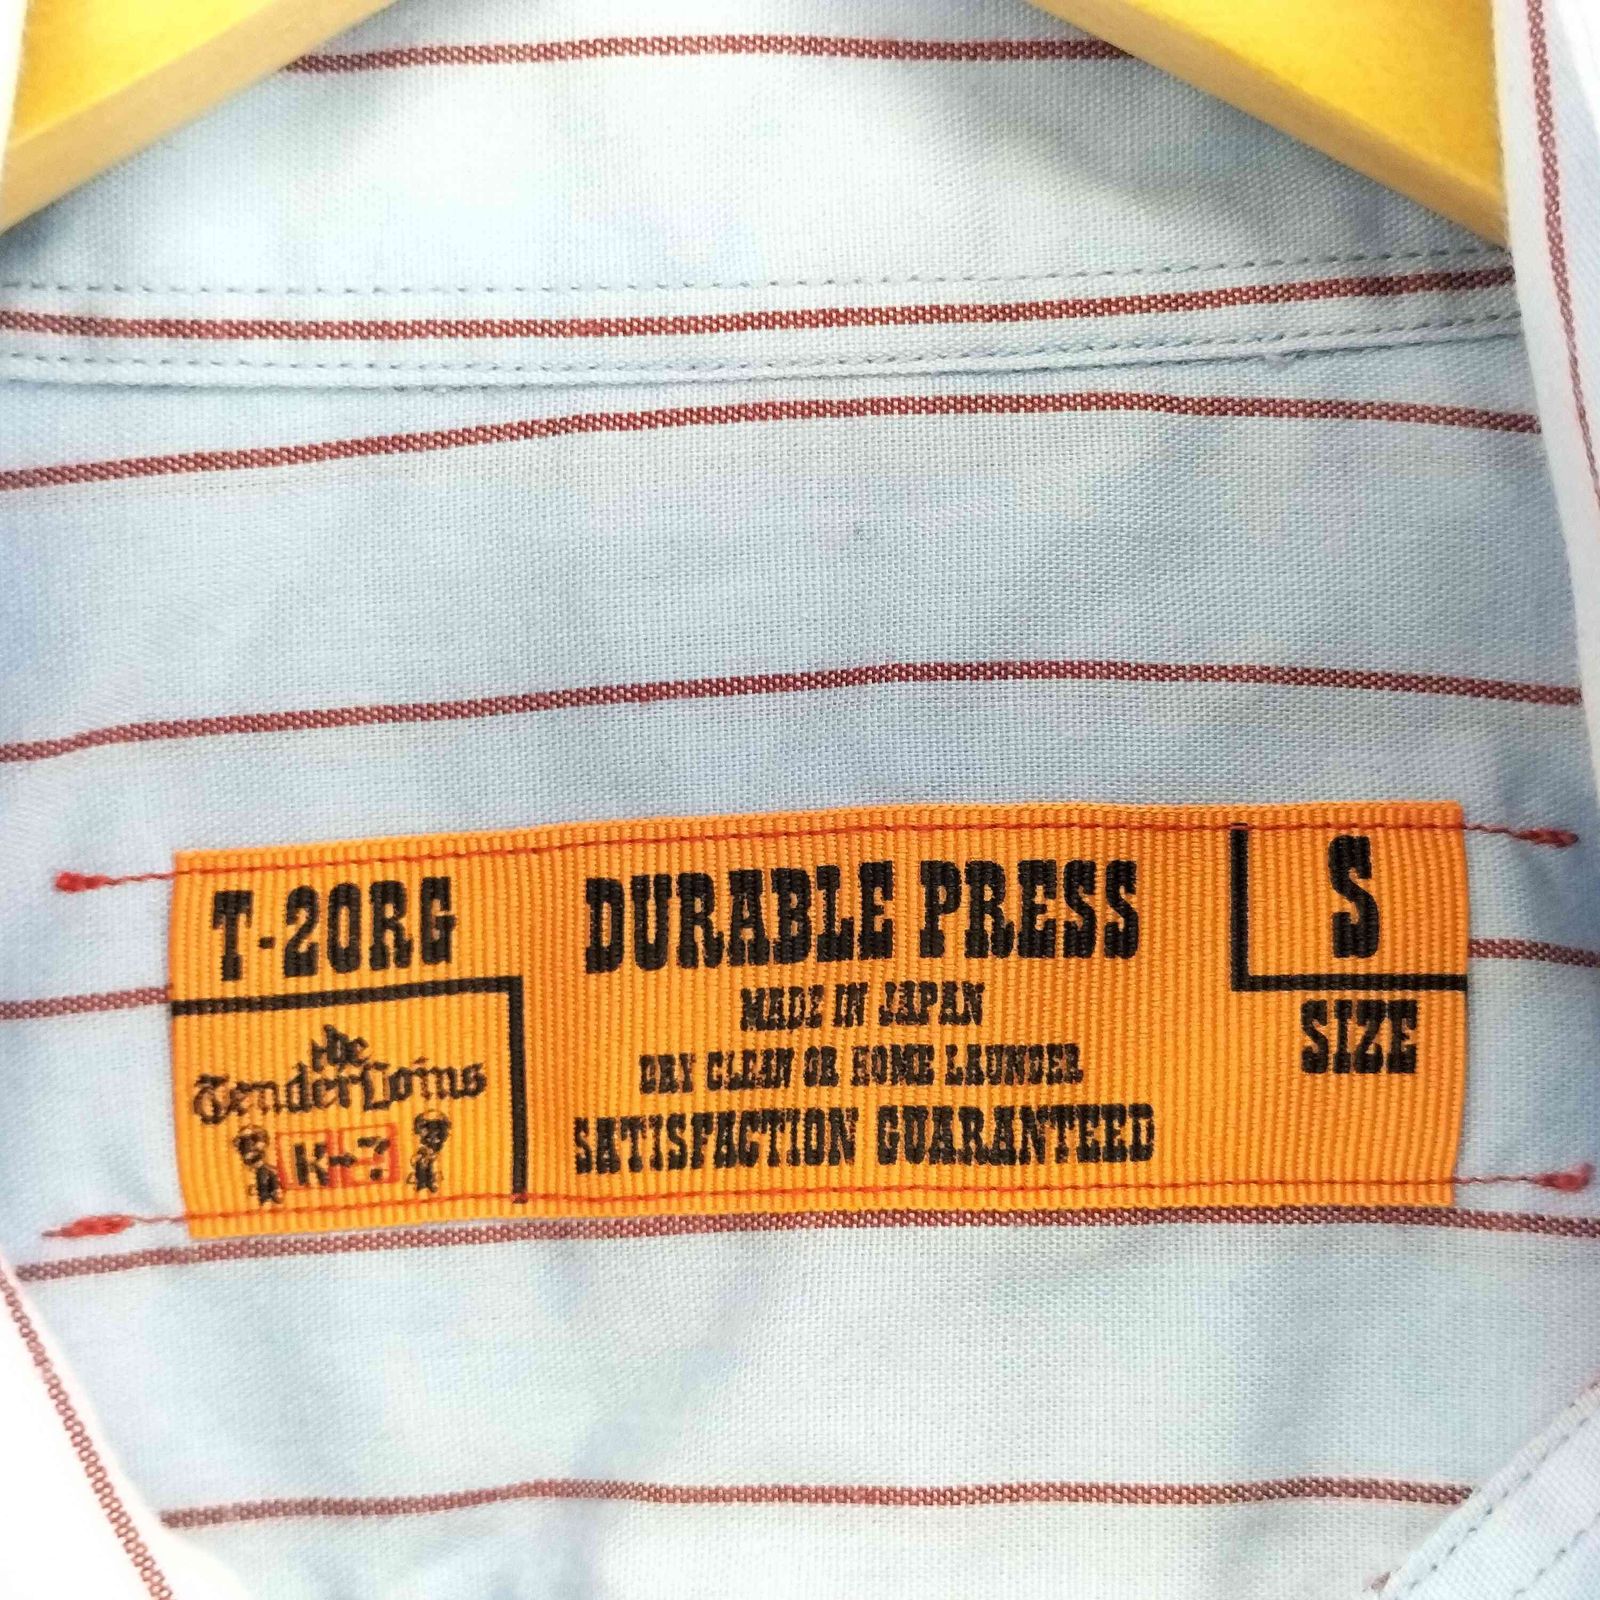 T-20RG
the
TenderLoins
K-7
DURABLE PRESS
MADE IN JAPAN
DRY CLEAN OR HOME LAUNDER
SATISFACTION GUARANTEED
S
SIZE